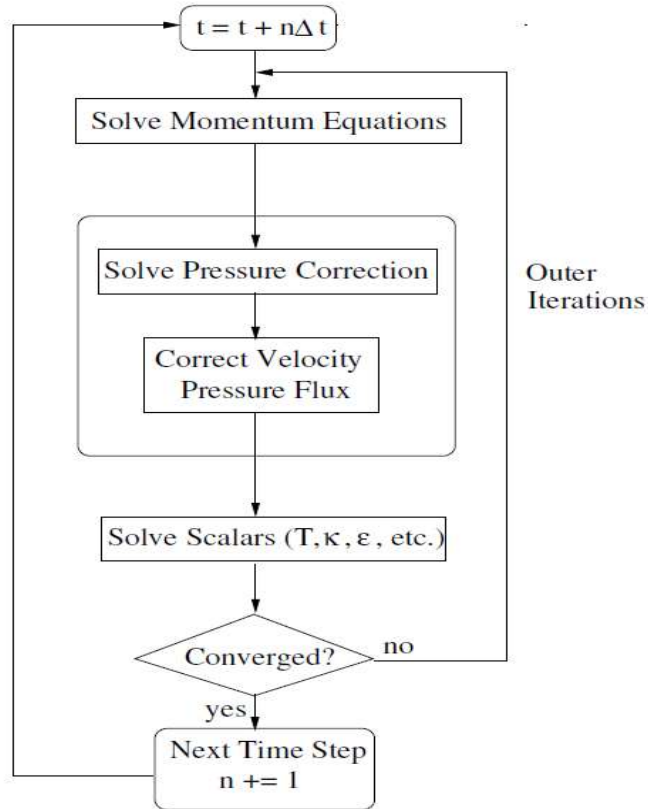 t = t + nΔ t
Solve Momentum Equations
Solve Pressure Correction
Outer
Iterations
Correct Velocity
Pressure Flux
Solve Scalars (T, κ, ε, etc.)
Converged?
no
yes
Next Time Step
n += 1